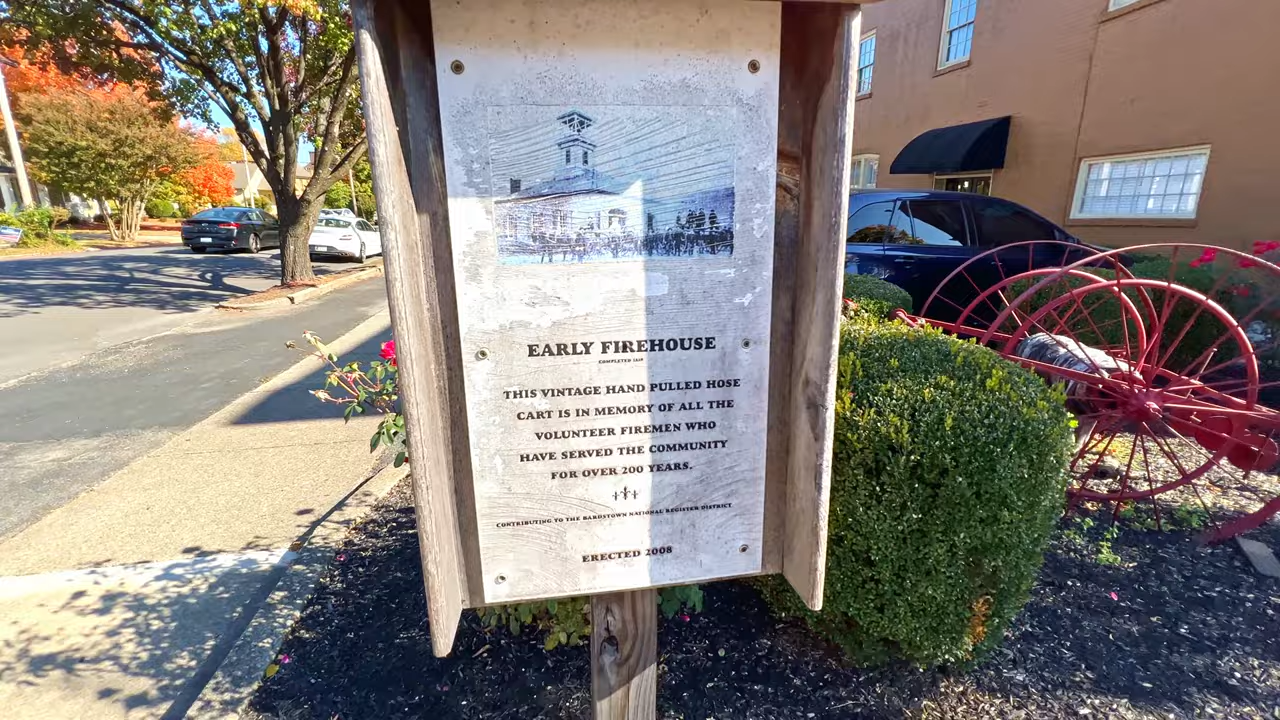 EARLY FIREHOUSE
COMPLETED
THIS VINTAGE HAND PULLED HOSE
CART IS IN MEMORY OF ALL THE
VOLUNTEER FIREMEN WHO
HAVE SERVED THE COMMUNITY
FOR OVER 200 YEARS.
CONTRIBUTING TO THE BARDSTOWN NATIONAL REGISTER DISTRICT
ERECTED 2008